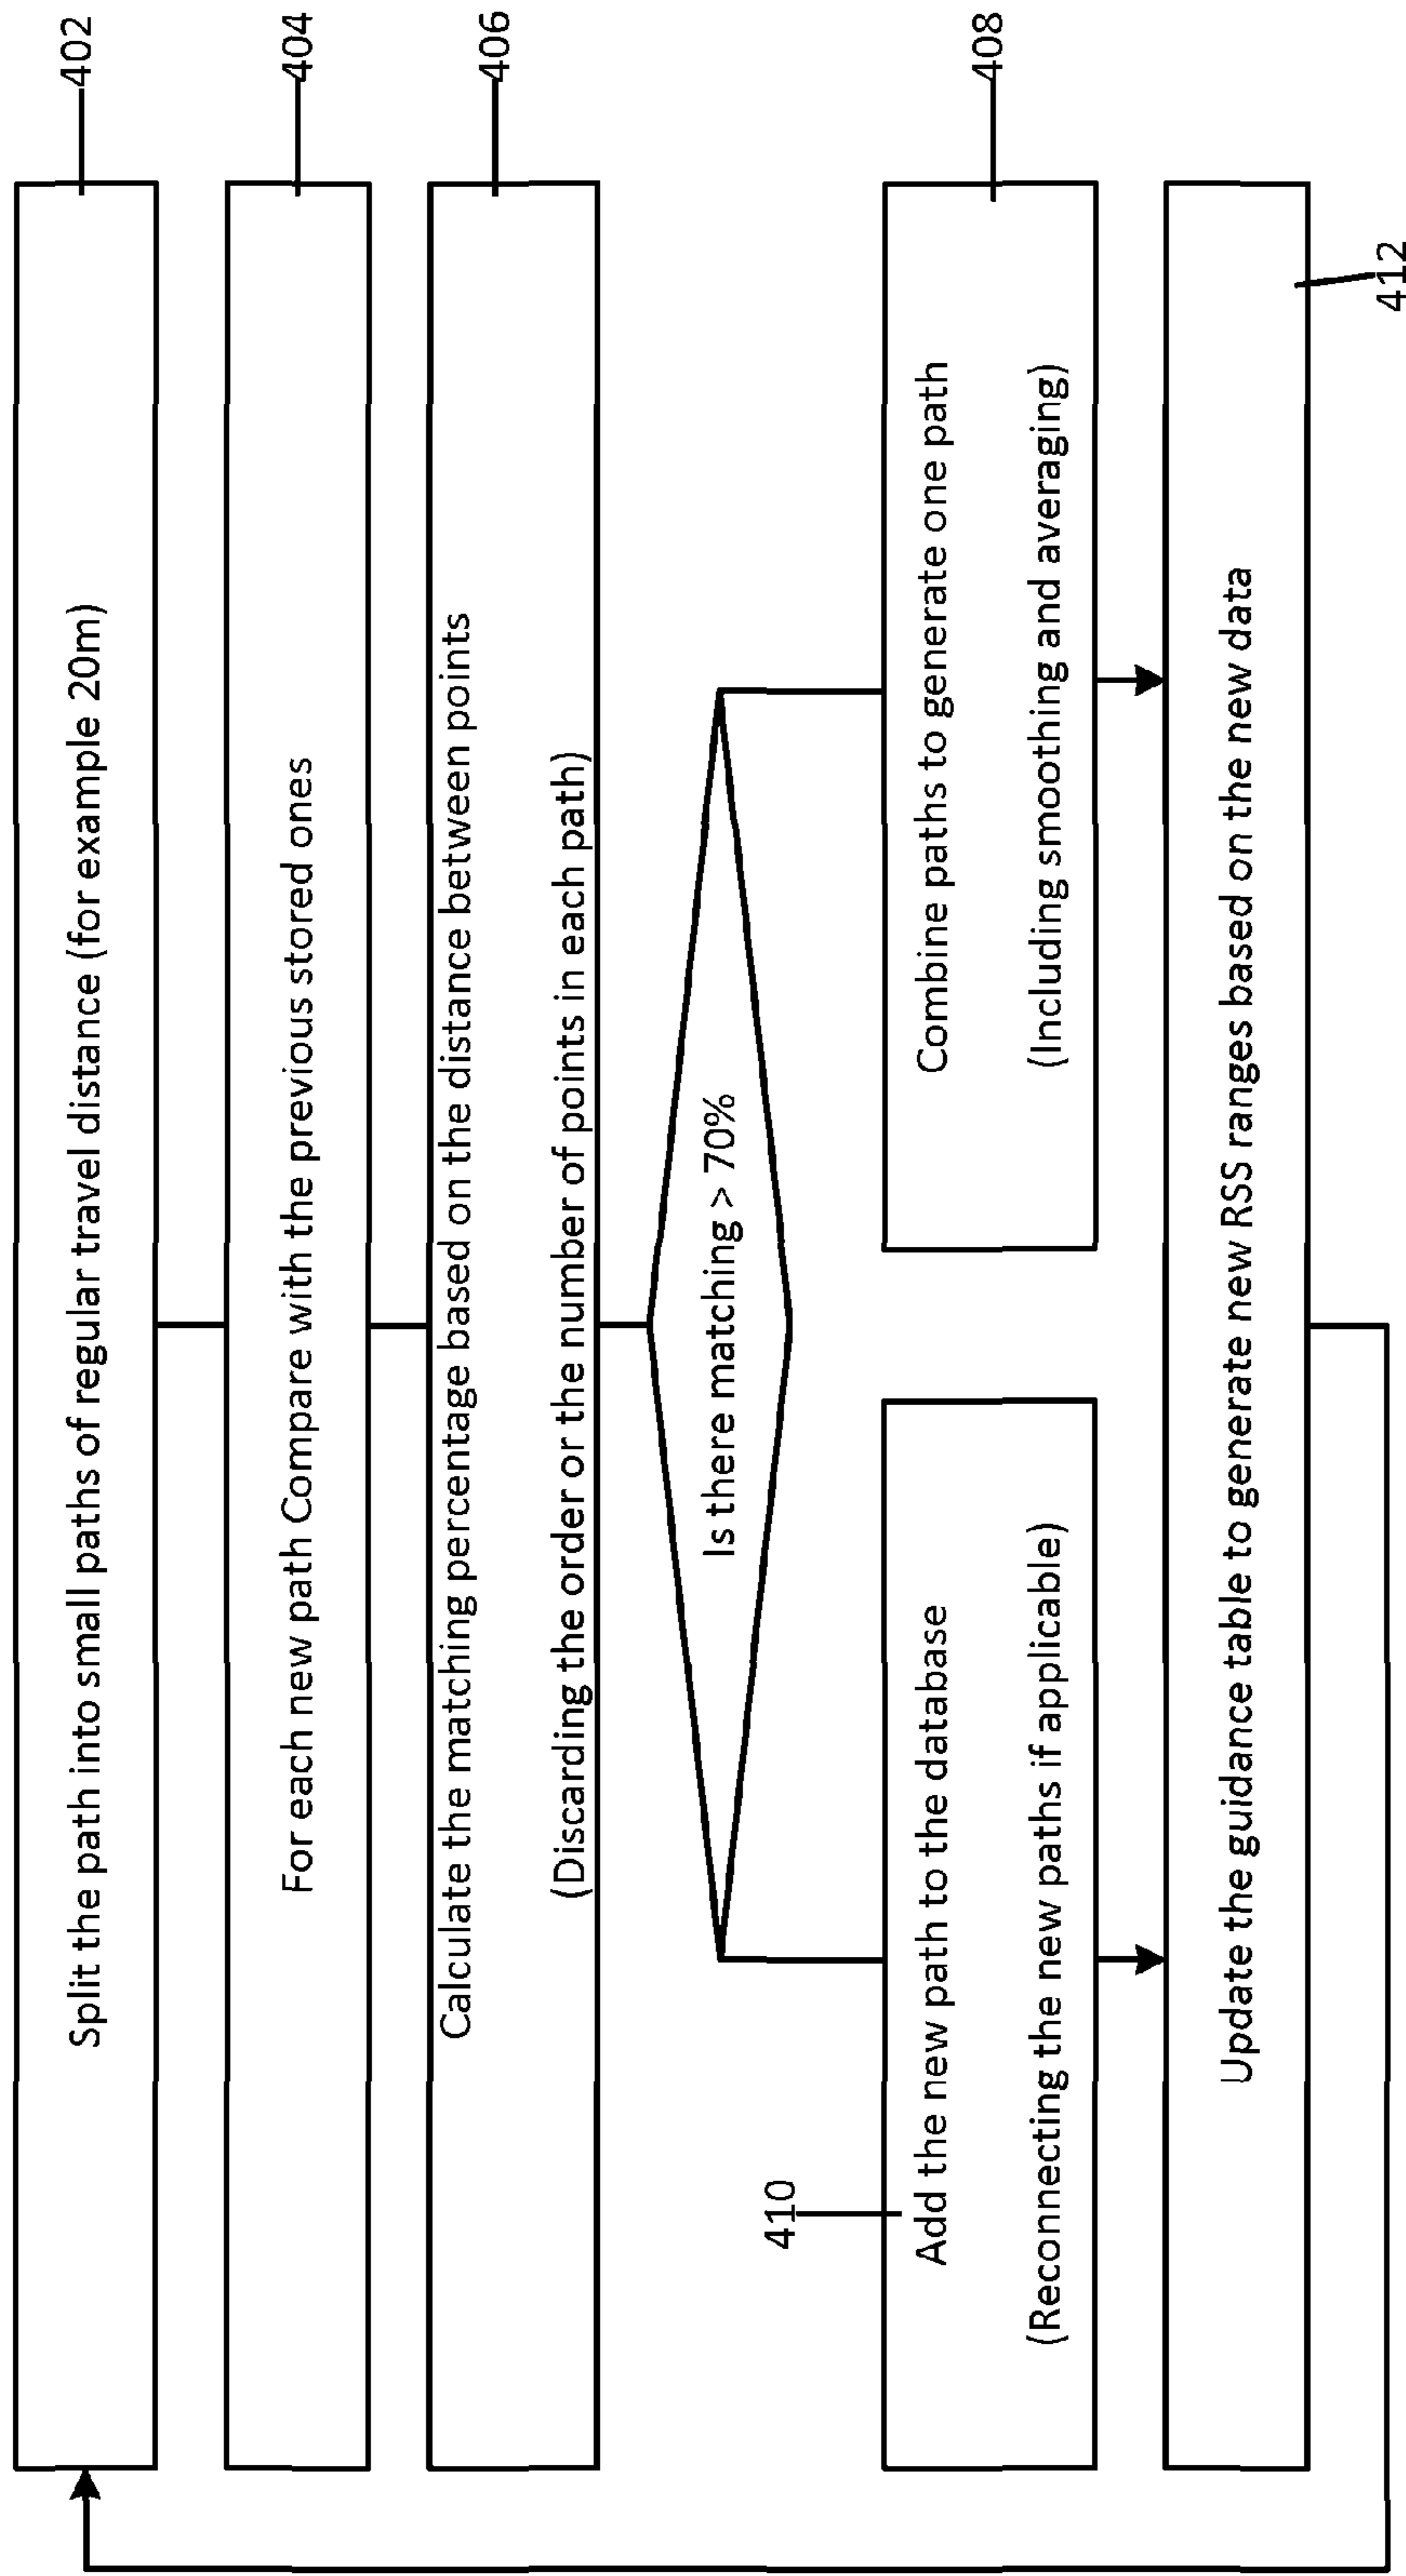 Split the path into small paths of regular travel distance (for example 20m)
402
For each new path Compare with the previous stored ones
404
Calculate the matching percentage based on the distance between points
(Discarding the order or the number of points in each path)
406
Is there matching > 70%
410
Add the new path to the database
(Reconnecting the new paths if applicable)
Combine paths to generate one path
(Including smoothing and averaging)
408
Update the guidance table to generate new RSS ranges based on the new data
412